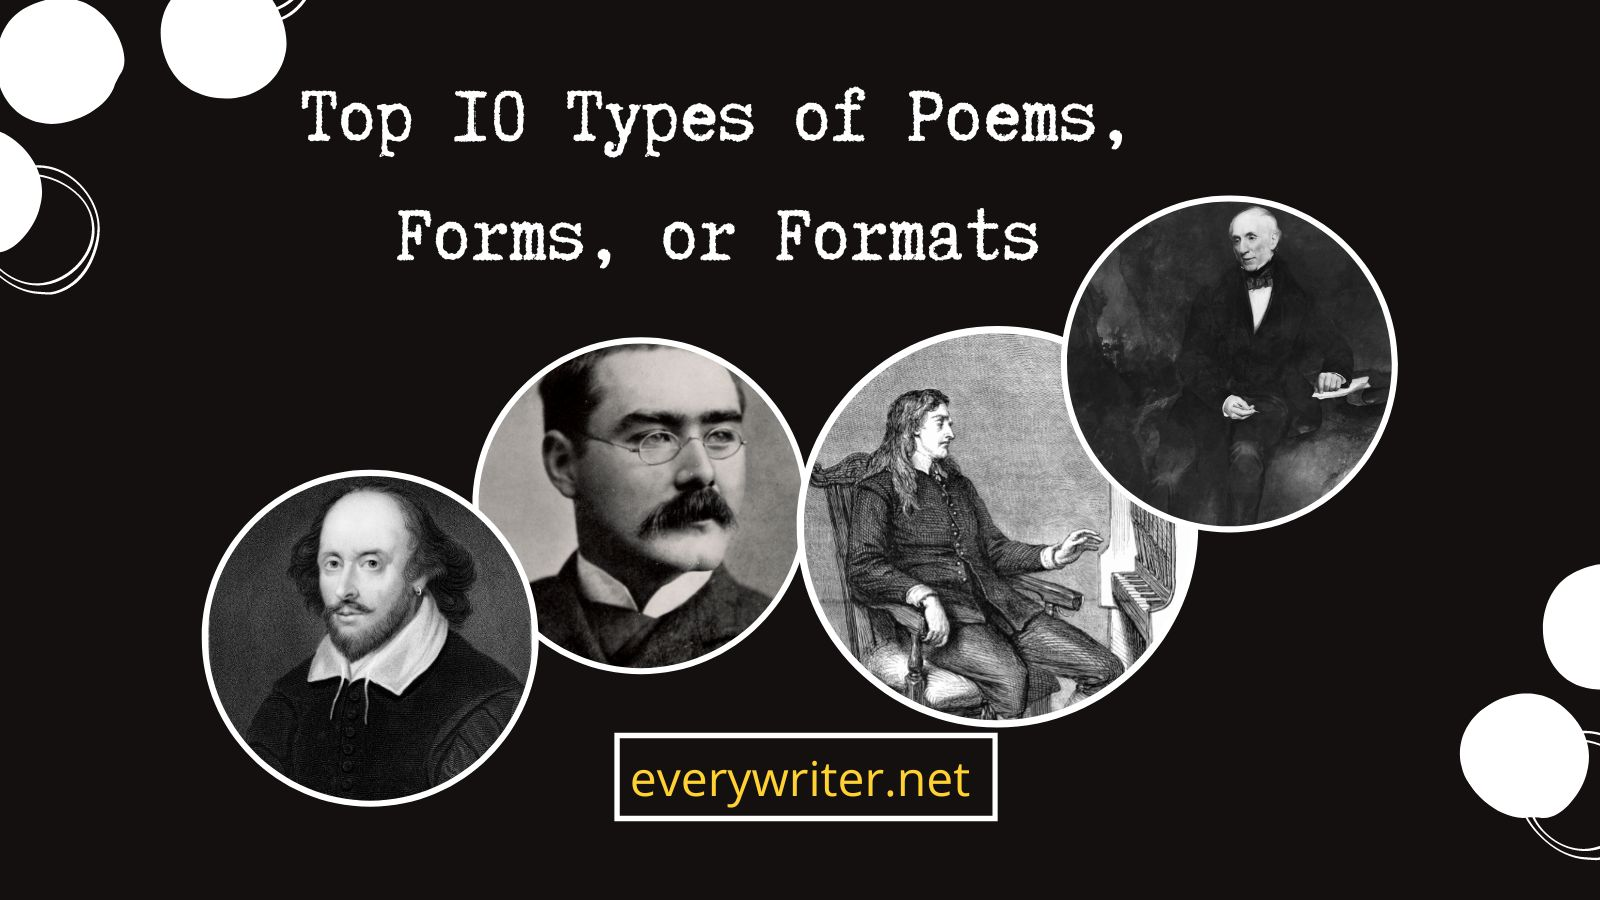 Top 10 Types of Poems,
Forms, or Formats
everywriter.net